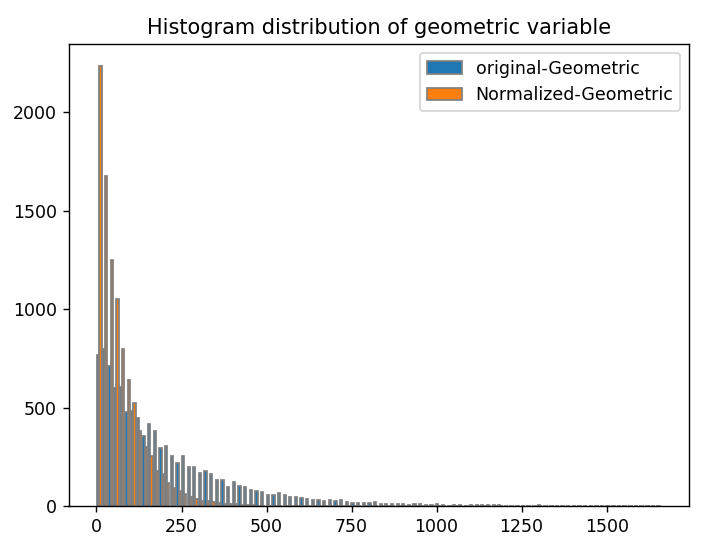 Histogram distribution of geometric variable
original-Geometric
Normalized-Geometric
2000
1500
1000
500
0
0 250 500 750 1000 1250 1500